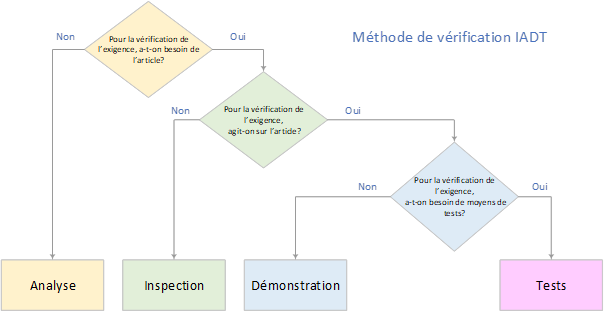 Méthode de vérification IADT
Non
Oui
Pour la vérification de
l'exigence, a-t-on besoin de
l'article?
Non
Oui
Pour la vérification de
l'exigence,
agit-on sur l'article?
Non
Oui
Pour la vérification de
l'exigence,
a-t-on besoin de moyens de
tests?
Analyse
Inspection
Démonstration
Tests